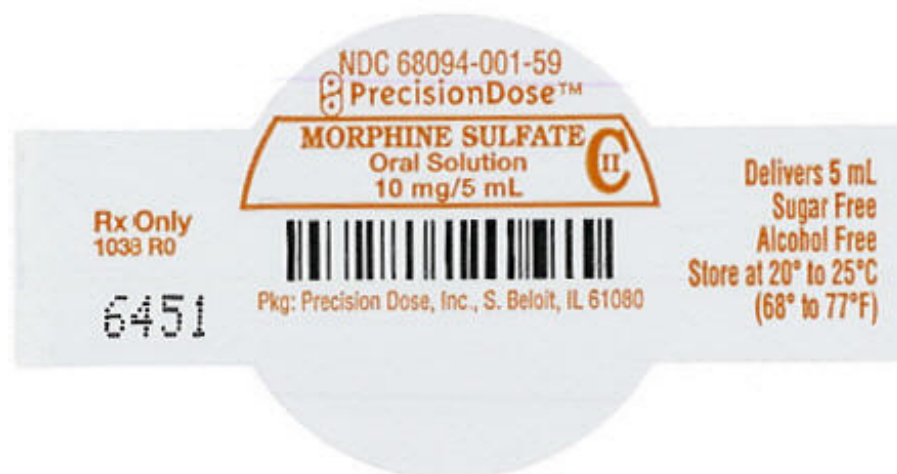 NDC 68094-001-59
PrecisionDose™
MORPHINE SULFATE
Oral Solution
10 mg/5 mL
CII
Rx Only
1038 R0
6451
Pkg: Precision Dose, Inc., S. Beloit, IL 61080
Delivers 5 mL
Sugar Free
Alcohol Free
Store at 20° to 25°C
(68° to 77°F)